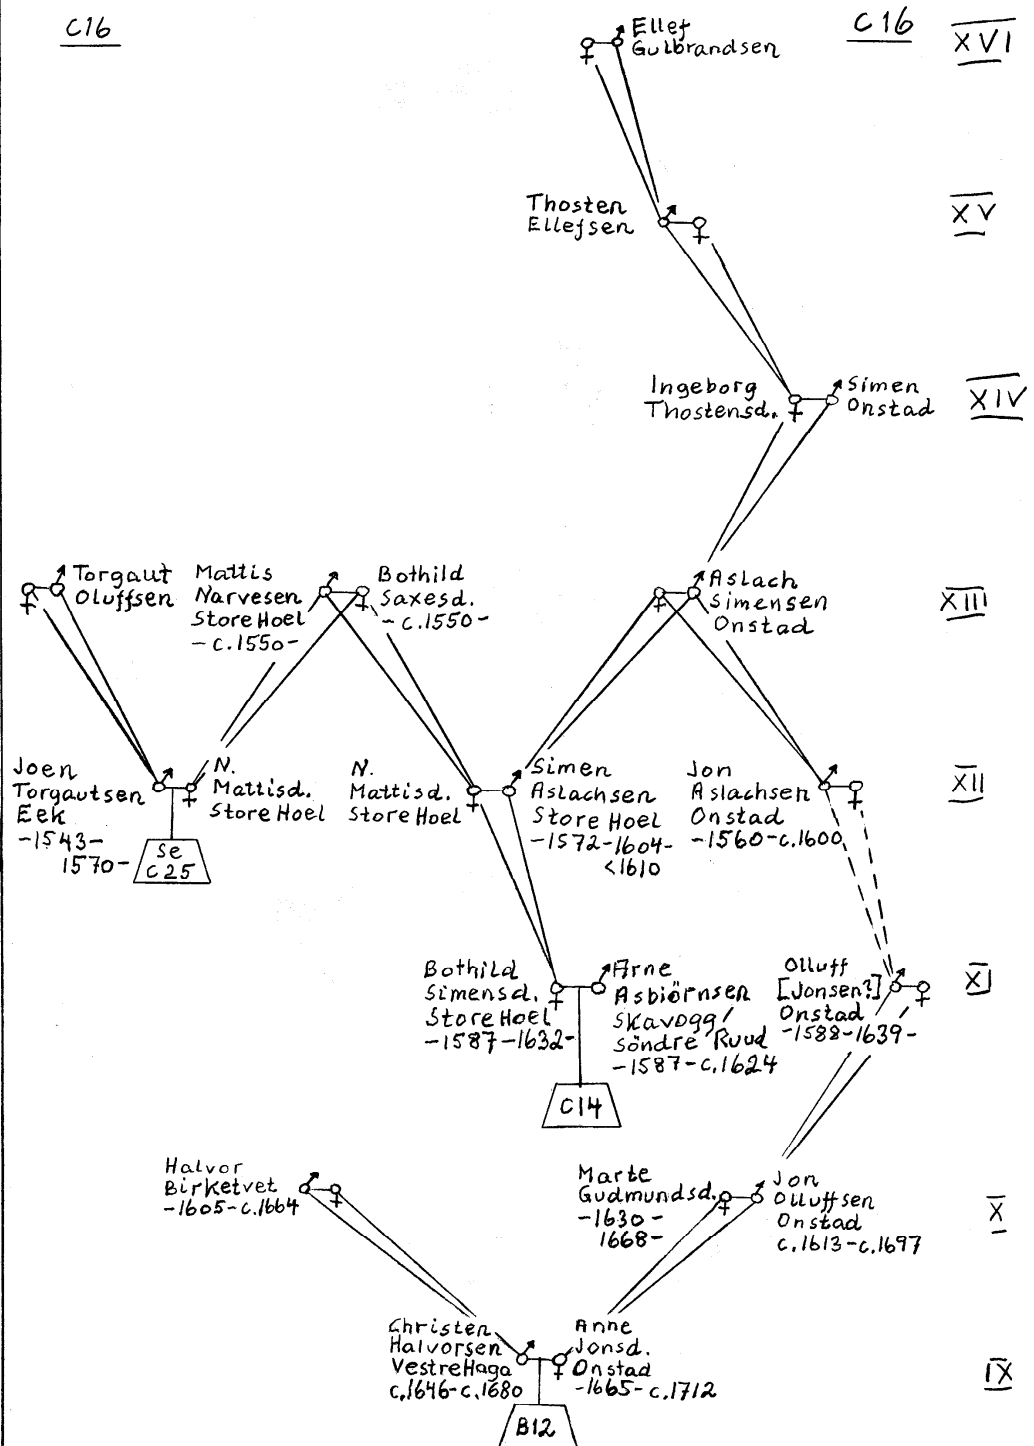 C16
C16
Ellef
Gulbrandsen
XVI
Thosten
Ellefsen
XV
Ingeborg
Thostensd.
Simen
Onstad
XIV
Torgaut
Oluffsen
Mattis
Narvesen
Store Hoel
-c.1550-
Bothild
Saxesd.
-c.1550-
Aslach
Simensen
Onstad
XIII
Joen
Torgautsen
Eek
-1543-
1570-
N.
Mattisd.
Store Hoel
N.
Mattisd.
Store Hoel
Simen
Aslachsen
Store Hoel
-1572-1604-
<1610
Jon
Aslachsen
Onstad
-1560-c.1600
XII
Se
C25
Bothild
Simensd.
Store Hoel
-1587-1632-
Arne
Asbiörnsen
Skavogg/
Söndre Ruud
-1587-c.1624
Olluff
[Jonsen?]
Onstad
-1588-1639-
XI
C14
Halvor
Birketvet
-1605-c.1664
Marte
Gudmundsd.
-1630-
1668-
Jon
Olluffsen
Onstad
c.1613-c.1697
X
Christen
Halvorsen
Vestre Haga
c.1646-c.1680
Anne
Jonsd.
Onstad
-1665-c.1712
IX
B12